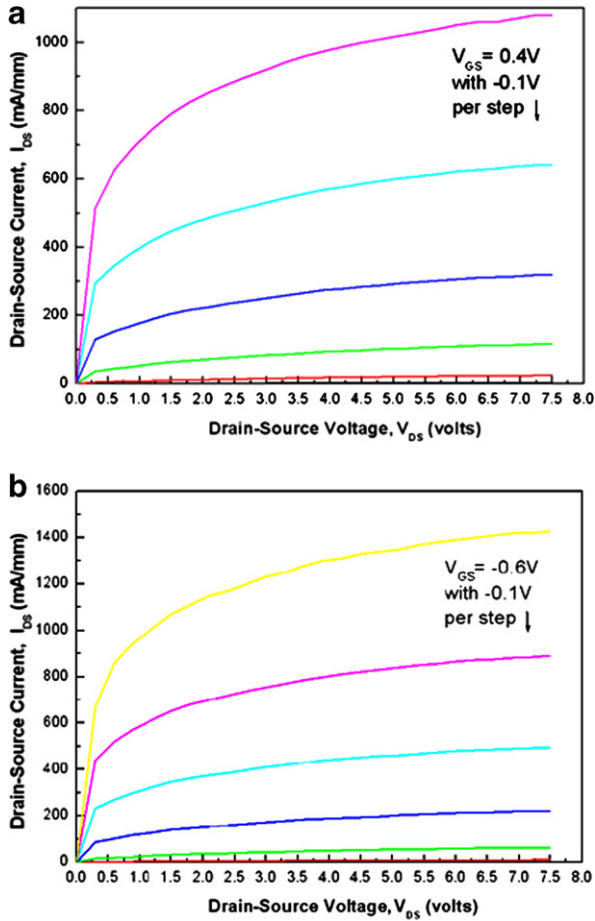 a
1000
800
600
400
200
0
Drain-Source Current, IDS (mA/mm)
VGS= 0.4V
with -0.1V
per step ↓
0.0 0.5 1.0 1.5 2.0 2.5 3.0 3.5 4.0 4.5 5.0 5.5 6.0 6.5 7.0 7.5 8.0
Drain-Source Voltage, VDS (volts)
b
1600
1400
1200
1000
800
600
400
200
0
Drain-Source Current, IDS (mA/mm)
VGS= -0.6V
with -0.1V
per step ↓
0.0 0.5 1.0 1.5 2.0 2.5 3.0 3.5 4.0 4.5 5.0 5.5 6.0 6.5 7.0 7.5 8.0
Drain-Source Voltage, VDS (volts)